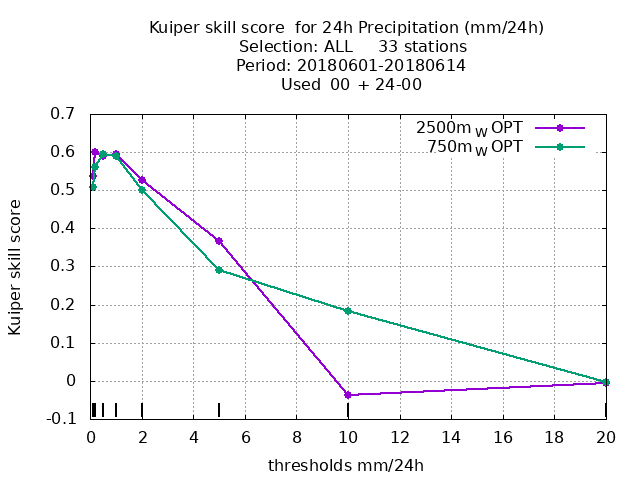 Kuiper skill score  for 24h Precipitation (mm/24h)
Selection: ALL     33 stations
Period: 20180601-20180614
Used  00 + 24-00
2500m W OPT
750m W OPT
0.7
0.6
0.5
0.4
0.3
0.2
0.1
0
-0.1
Kuiper skill score
0 2 4 6 8 10 12 14 16 18 20
thresholds mm/24h